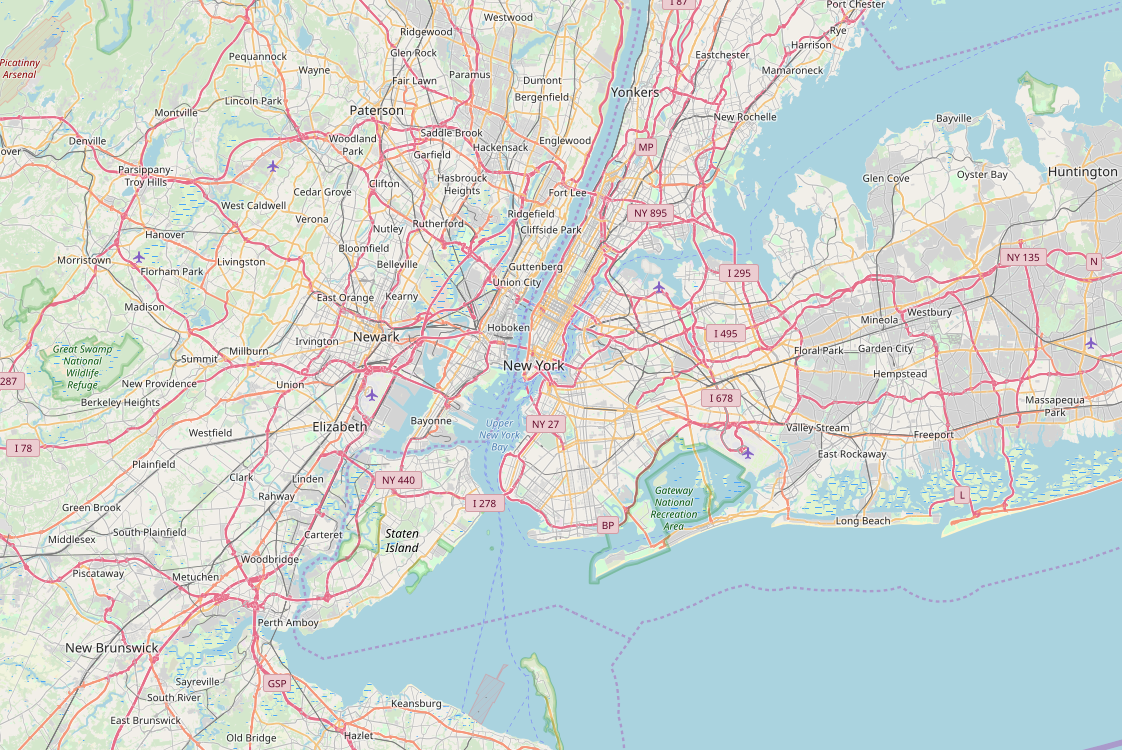 I 87
Port Chester
Westwood
Ridgewood
Rye
Harrison
Glen Rock
Eastchester
Pequannock
Picatinny
Arsenal
Wayne
Fair Lawn
Paramus
Dumont
Mamaroneck
Yonkers
Bergenfield
Lincoln Park
Paterson
Montville
New Rochelle
Bayville
Saddle Brook
Denville
Woodland
Park
Hackensack
Englewood
MP
over
Garfield
Parsippany-
Troy Hills
Huntington
Oyster Bay
Glen Cove
Clifton
Hasbrouck
Heights
Cedar Grove
Fort Lee
West Caldwell
Ridgefield
NY 895
Verona
Nutley
Rutherford
Cliffside Park
Hanover
Bloomfield
Morristown
Livingston
Belleville
Guttenberg
NY 135
N
Florham Park
I 295
Union City
East Orange
Kearny
Madison
Westbury
Mineola
Hoboken
I 495
Newark
Irvington
Great Swamp
National
Wildlife
Refuge
Millburn
Summit
Floral Park
Garden City
New York
Hempstead
287
New Providence
Union
Berkeley Heights
I 678
Massapequa
Park
Bayonne
NY 27
Elizabeth
Valley Stream
Upper
New York
Bay
Westfield
Freeport
I 78
East Rockaway
Plainfield
Clark
Linden
NY 440
Rahway
Gateway
National
Recreation
Area
L
I 278
Green Brook
Long Beach
BP
South Plainfield
Carteret
Staten
Island
Middlesex
Woodbridge
Piscataway
Metuchen
Perth Amboy
New Brunswick
Sayreville
GSP
South River
Keansburg
East Brunswick
Old Bridge
Hazlet